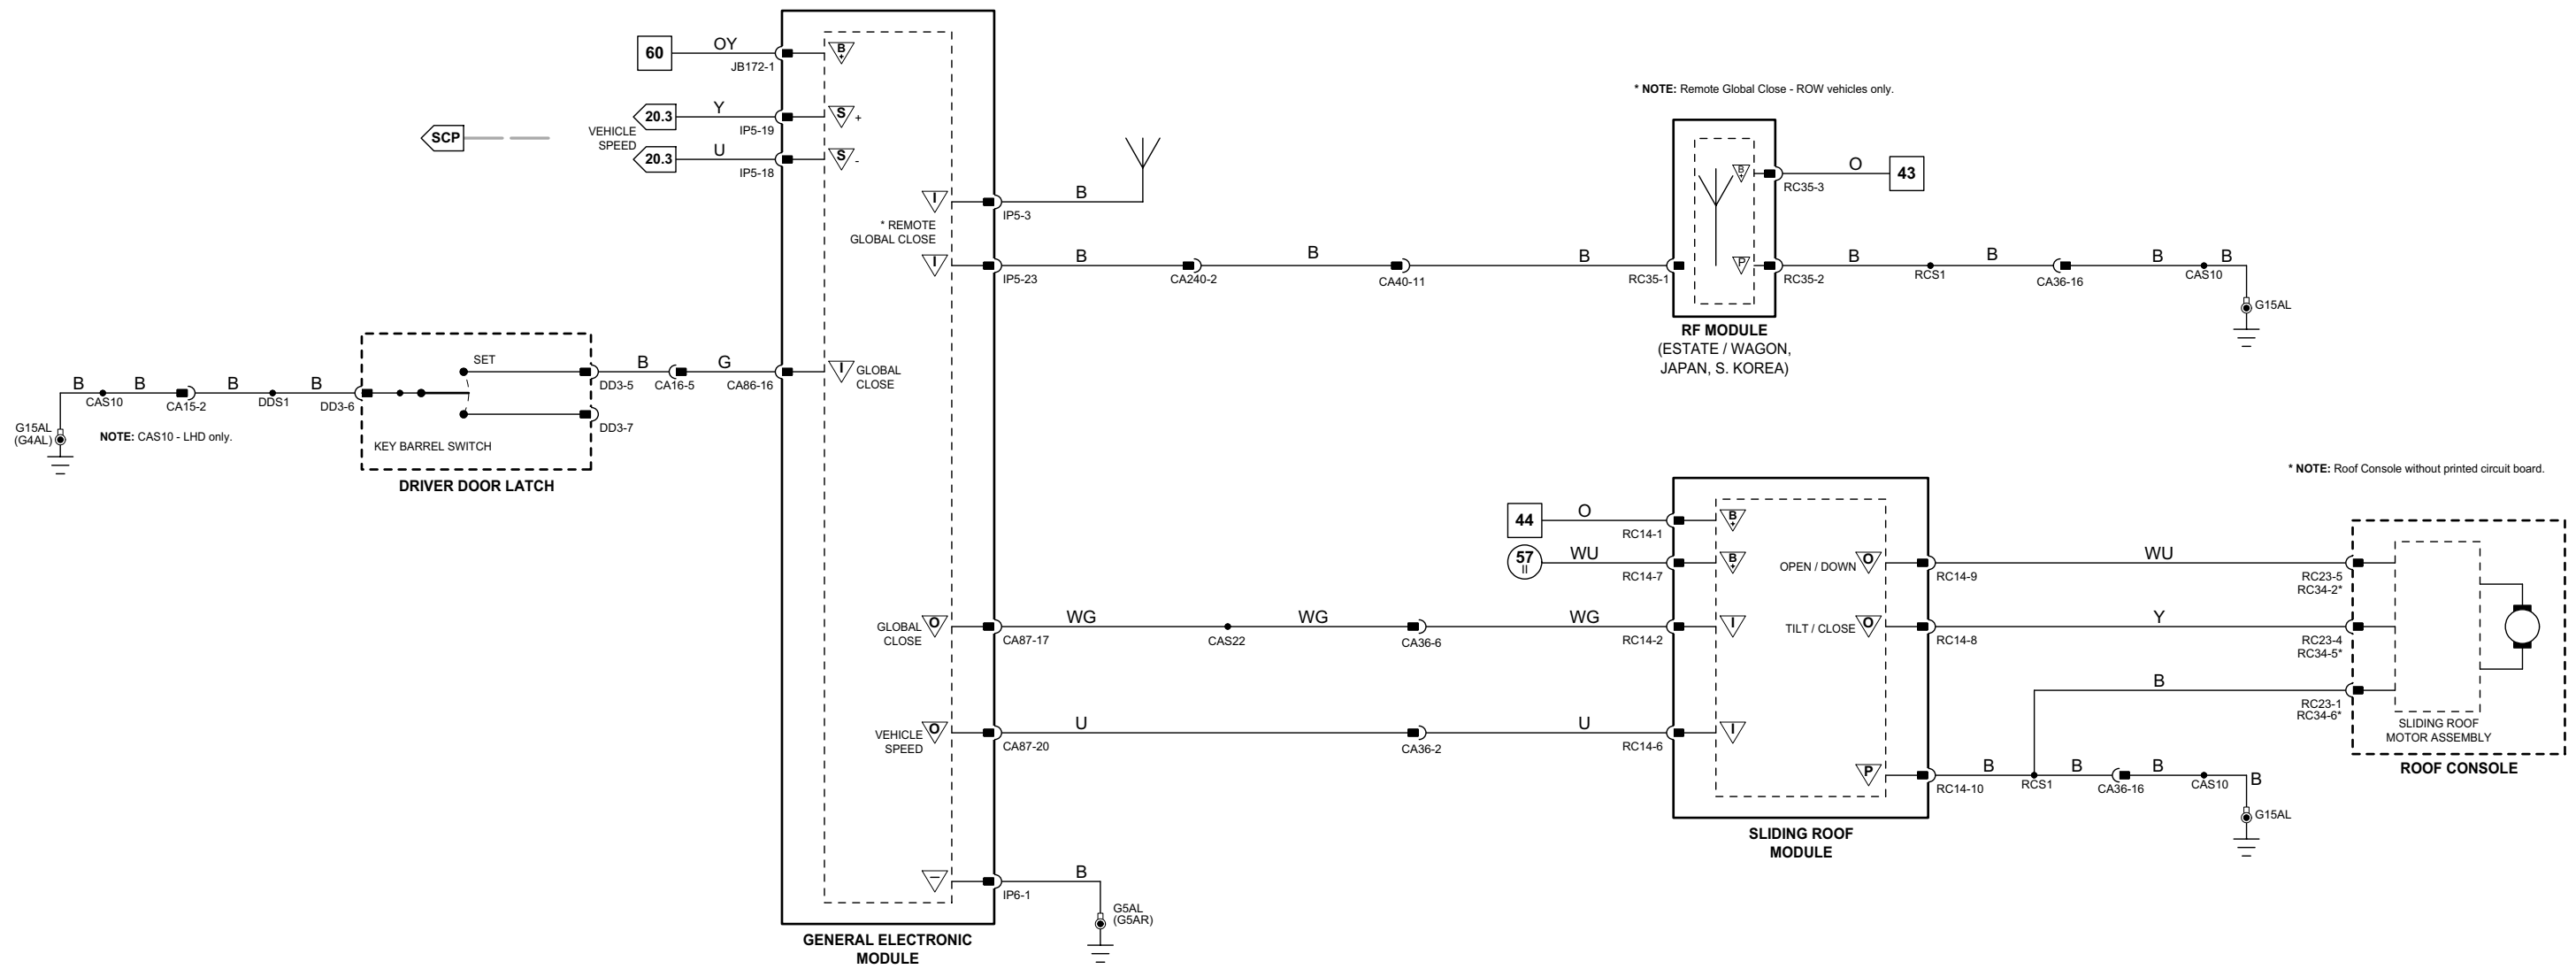 60
OY
JB172-1
B
+
20.3
Y
IP5-19
S
+
VEHICLE
SPEED
SCP
20.3
U
IP5-18
S
-
I
IP5-3
B
* REMOTE
GLOBAL CLOSE
I
IP5-23
B
CA240-2
B
CA40-11
B
RC35-1
* NOTE: Remote Global Close - ROW vehicles only.
B
+
RC35-3
O
43
P
RC35-2
B
RCS1
B
CA36-16
B
CAS10
B
G15AL
RF MODULE
(ESTATE / WAGON,
JAPAN, S. KOREA)
G15AL
(G4AL)
B
CAS10
B
CA15-2
B
DDS1
B
DD3-6
NOTE: CAS10 - LHD only.
SET
KEY BARREL SWITCH
DD3-5
DD3-7
DRIVER DOOR LATCH
B
CA16-5
G
CA86-16
I
GLOBAL
CLOSE
GLOBAL
CLOSE
O
CA87-17
WG
CAS22
WG
CA36-6
WG
RC14-2
I
VEHICLE
SPEED
O
CA87-20
U
CA36-2
U
RC14-6
I
IP6-1
B
G5AL
(G5AR)
GENERAL ELECTRONIC
MODULE
44
O
RC14-1
B
+
57
II
WU
RC14-7
B
+
OPEN / DOWN
O
RC14-9
WU
RC23-5
RC34-2*
TILT / CLOSE
O
RC14-8
Y
RC23-4
RC34-5*
B
RC23-1
RC34-6*
P
RC14-10
B
RCS1
B
CA36-16
B
CAS10
B
G15AL
SLIDING ROOF
MODULE
* NOTE: Roof Console without printed circuit board.
SLIDING ROOF
MOTOR ASSEMBLY
ROOF CONSOLE